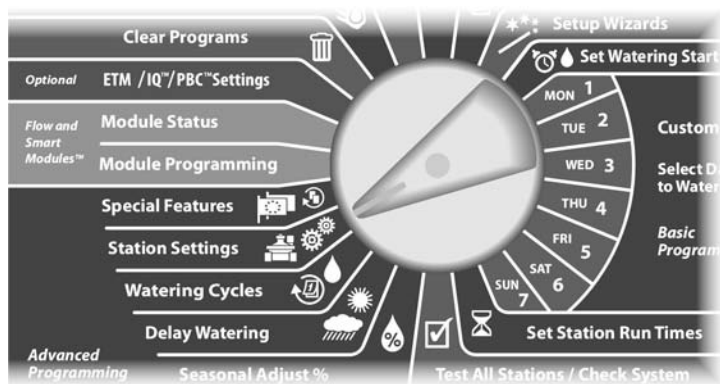 Clear Programs
Optional
ETM /IQ™/PBC™Settings
Flow and
Smart
Modules™
Module Status
Module Programming
Special Features
Station Settings
Watering Cycles
Delay Watering
Advanced
Programming
Seasonal Adjust %
%
1
Setup Wizards
Set Watering Start
MON 1
TUE 2
WED 3
THU 4
FRI 5
SAT 6
SUN 7
Custom
Select Da
to Water
Basic
Program
Set Station Run Times
Test All Stations / Check System